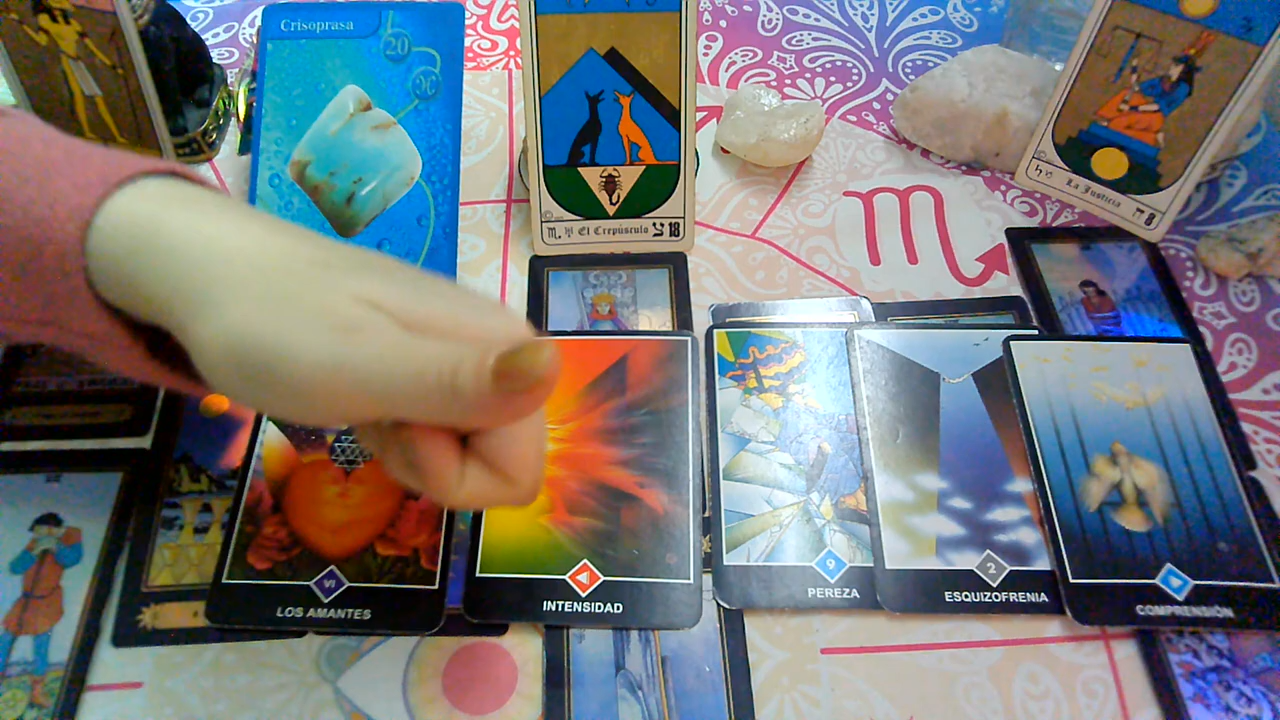 Crisoprasa
20
El Crepúsculo 18
La Justicia 8
VI
LOS AMANTES
INTENSIDAD
9
PEREZA
2
ESQUIZOFRENIA
COMPRENSIÓN